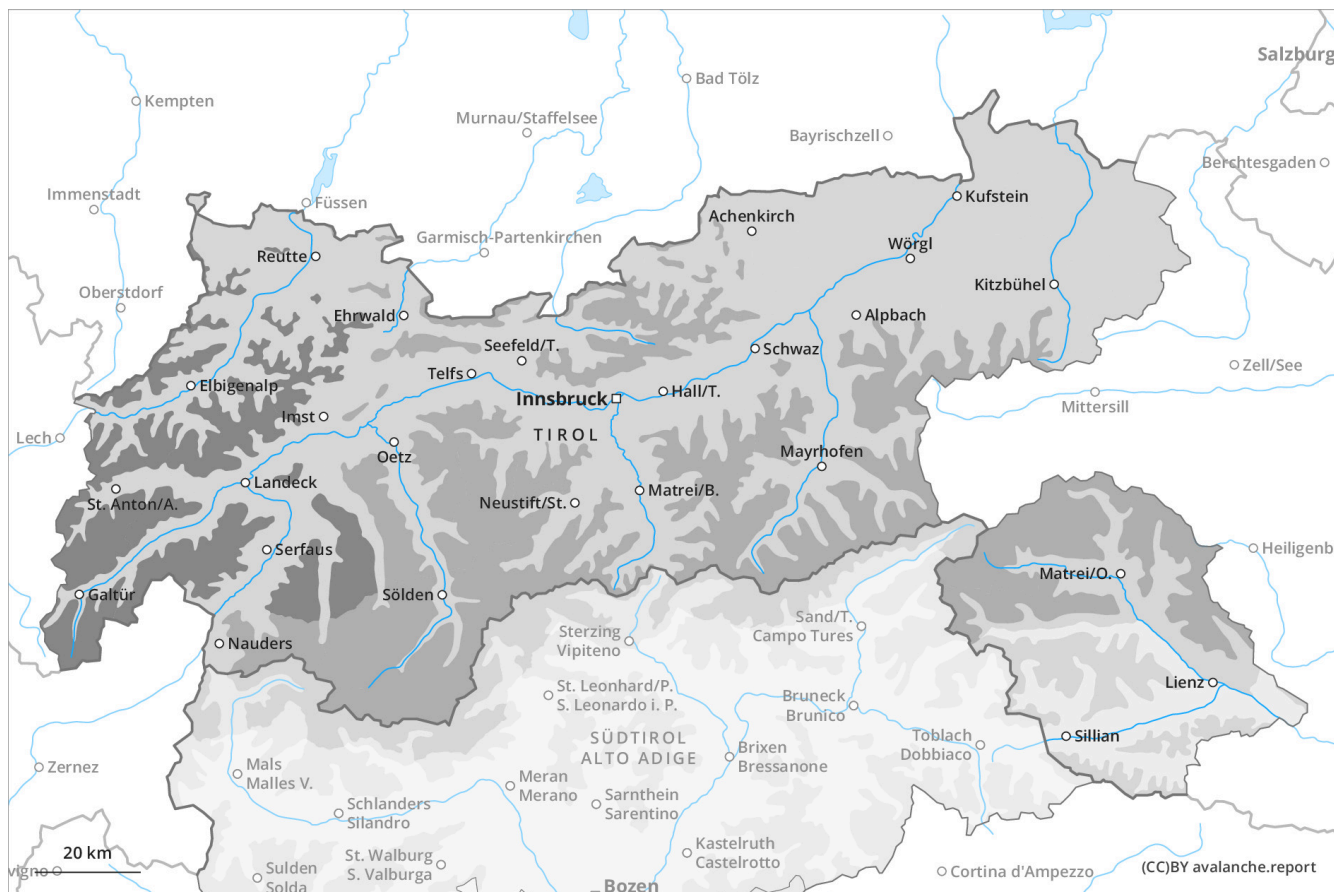 Salzburg
Bad Tölz
Kempten
Murnau/Staffelsee
Bayrischzell
Berchtesgaden
Immenstadt
Füssen
Kufstein
Achenkirch
Garmisch-Partenkirchen
Wörgl
Reutte
Kitzbühel
Oberstdorf
Ehrwald
Alpbach
Seefeld/T.
Schwaz
Zell/See
Telfs
Elbigenalp
Hall/T.
Innsbruck
Mittersill
Imst
Lech
TIROL
Oetz
Mayrhofen
Landeck
St. Anton/A.
Neustift/St.
Matrei/B.
Serfaus
Heiligenb
Matrei/O.
Galtür
Sölden
Sand/T.
Campo Tures
Sterzing
Vipiteno
Nauders
Lienz
St. Leonhard/P.
S. Leonardo i. P.
Bruneck
Brunico
Sillian
SÜDTIROL
ALTO ADIGE
Toblach
Dobbiaco
Brixen
Bressanone
Zernez
Mals
Malles V.
Meran
Merano
Schlanders
Silandro
Sarnthein
Sarentino
Kastelruth
Castelrotto
20 km
St. Walburg
S. Valburga
vigno
Sulden
Solda
Cortina d'Ampezzo
(CC)BY avalanche.report
Bozen